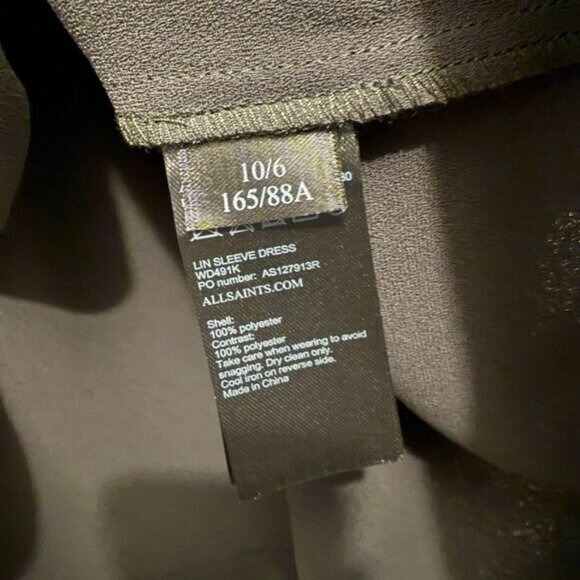 10/6
165/88A
LIN SLEEVE DRESS
WD491K
PO number: AS127913R
ALLSAINTS.COM
Shell:
100% polyester
Contrast:
100% polyester
Take care when wearing to avoid
snagging. Dry clean only.
Cool iron on reverse side.
Made in China